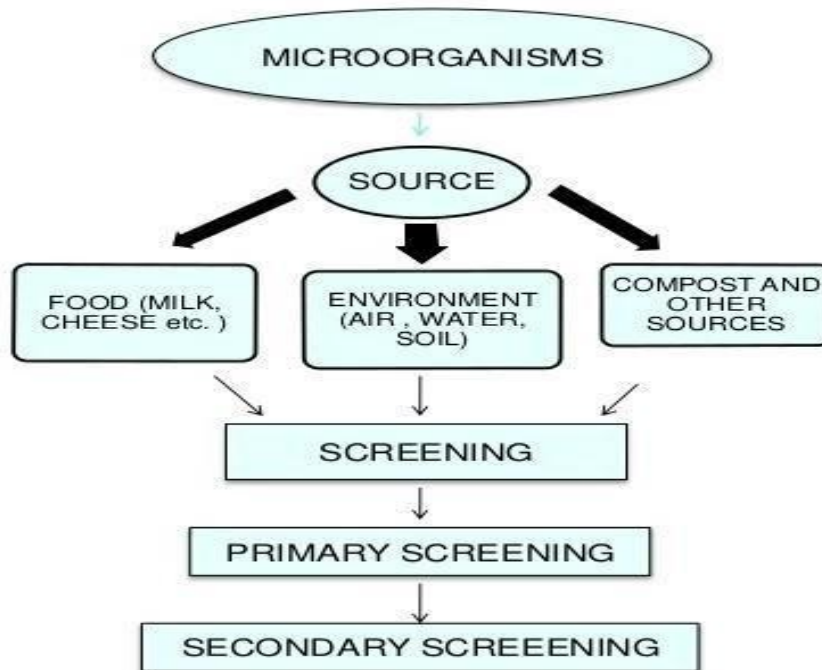 MICROORGANISMS
SOURCE
FOOD (MILK,
CHEESE etc. )
ENVIRONMENT
(AIR , WATER,
SOIL)
COMPOST AND
OTHER
SOURCES
SCREENING
PRIMARY SCREENING
SECONDARY SCREEENING